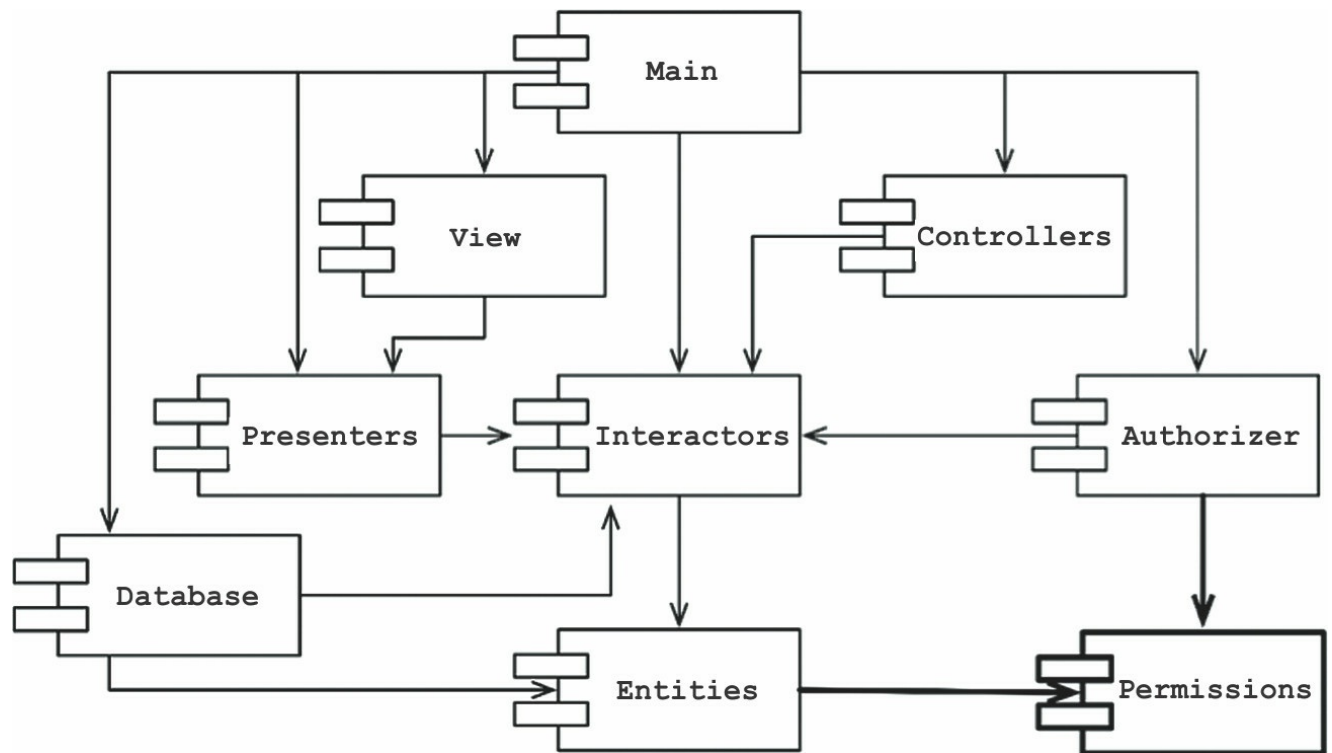 Main
View
Controllers
Presenters
Interactors
Authorizer
Database
Entities
Permissions